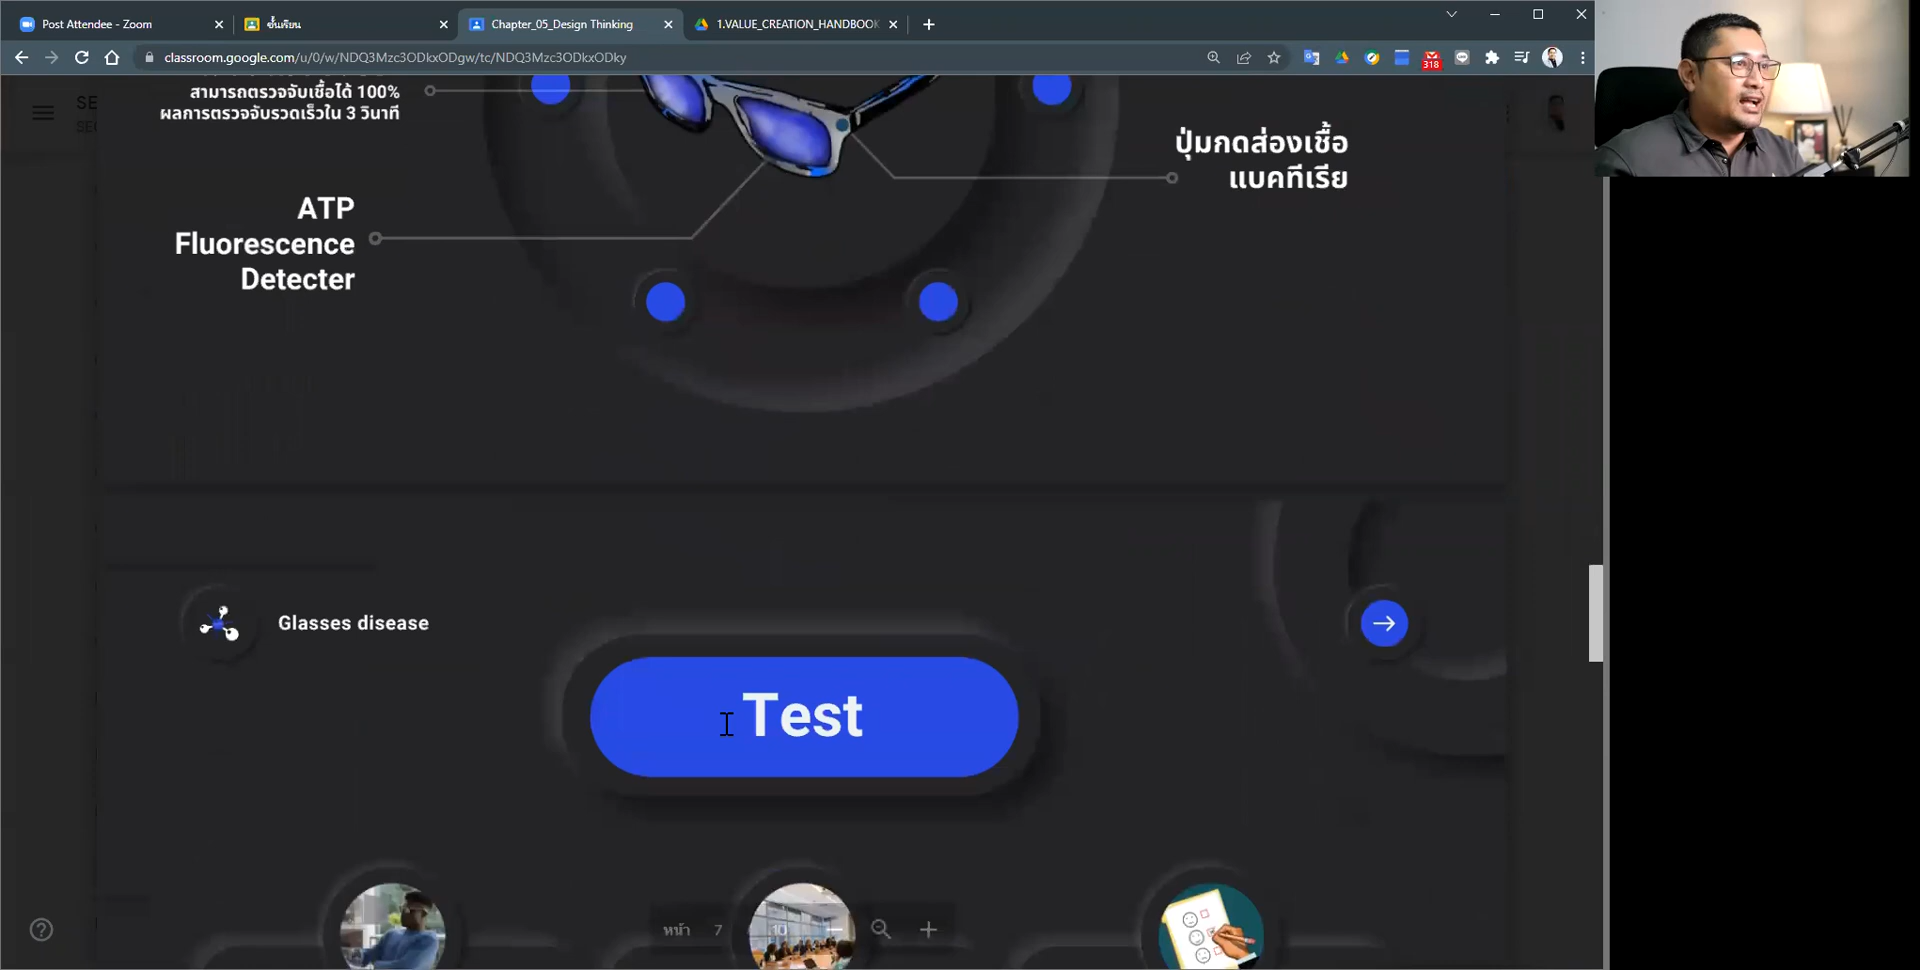 Post Attendee - Zoom
ชั้นเรียน
Chapter_05_Design Thinking
1.VALUE_CREATION_HANDBOOK
classroom.google.com/u/0/w/NDQ3Mzc3ODkxODgw/tc/NDQ3Mzc3ODkxODky
318
SE
สามารถตรวจจับเชื้อได้ 100%
ผลการตรวจจับรวดเร็วใน 3 วินาที
ปุ่มกดส่องเชื้อ
แบคทีเรีย
ATP
Fluorescence
Detecter
Glasses disease
Test
หน้า 7 10